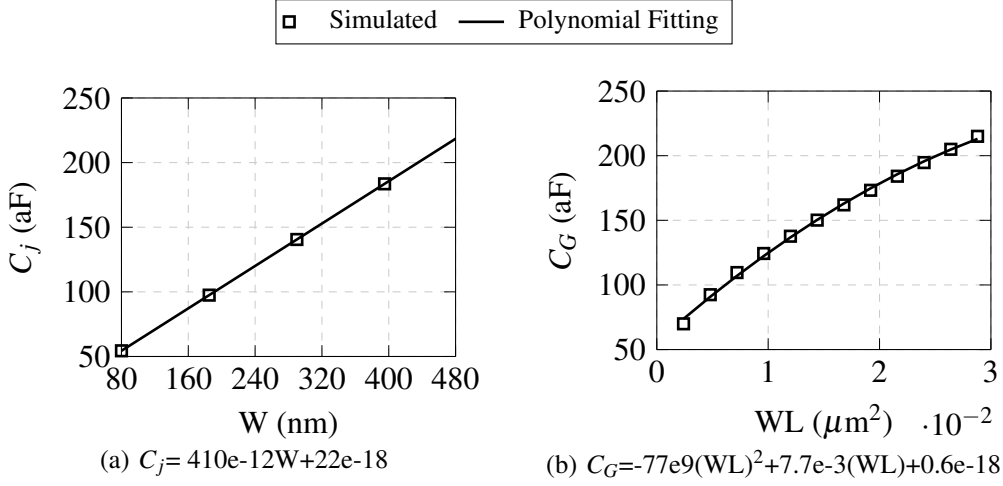 Simulated Polynomial Fitting
250
200
150
100
50
C_j (aF)
80 160 240 320 400 480
W (nm)
(a) C_j= 410e-12W+22e-18
250
200
150
100
50
C_G (aF)
0 1 2 3
WL (μm²) ·10⁻²
(b) C_G=-77e9(WL)²+7.7e-3(WL)+0.6e-18